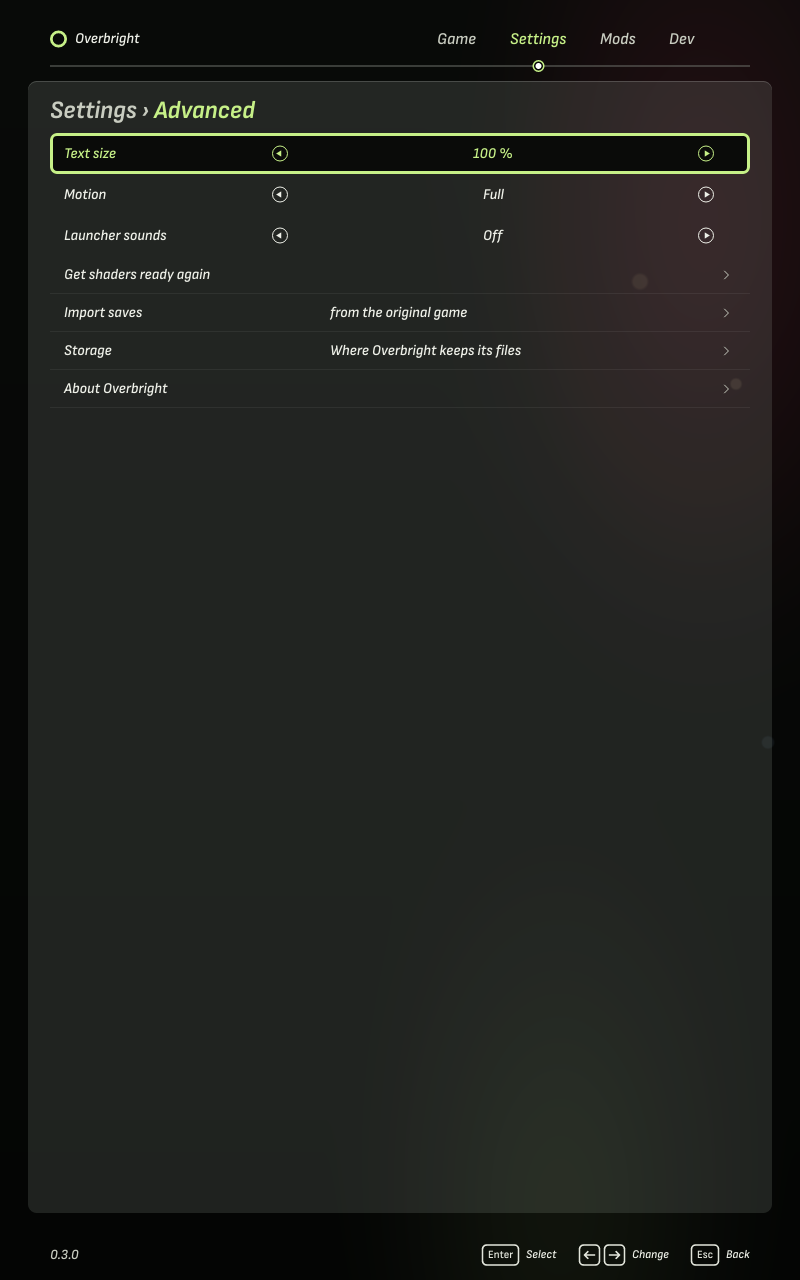 Overbright Game Settings Mods Dev
Settings › Advanced
Text size 100 %
Motion Full
Launcher sounds Off
Get shaders ready again
Import saves from the original game
Storage Where Overbright keeps its files
About Overbright
0.3.0 Enter Select Change Esc Back